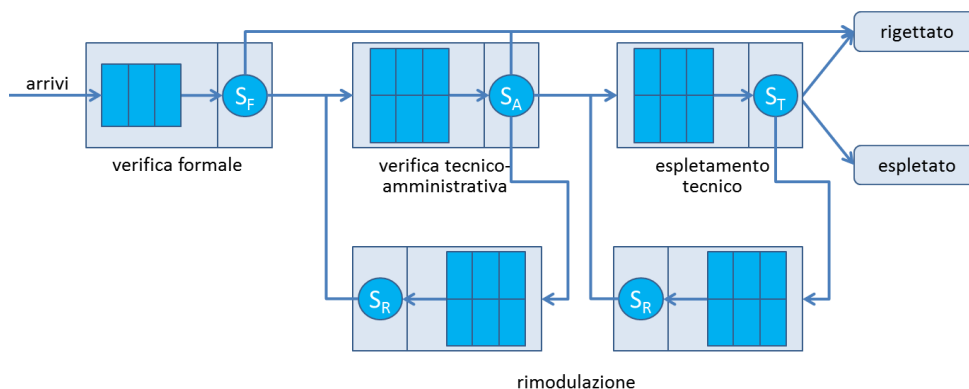 rigettato
arrivi
S_F
S_A
S_T
verifica formale
verifica tecnico-
amministrativa
espletamento
tecnico
espletato
S_R
S_R
rimodulazione